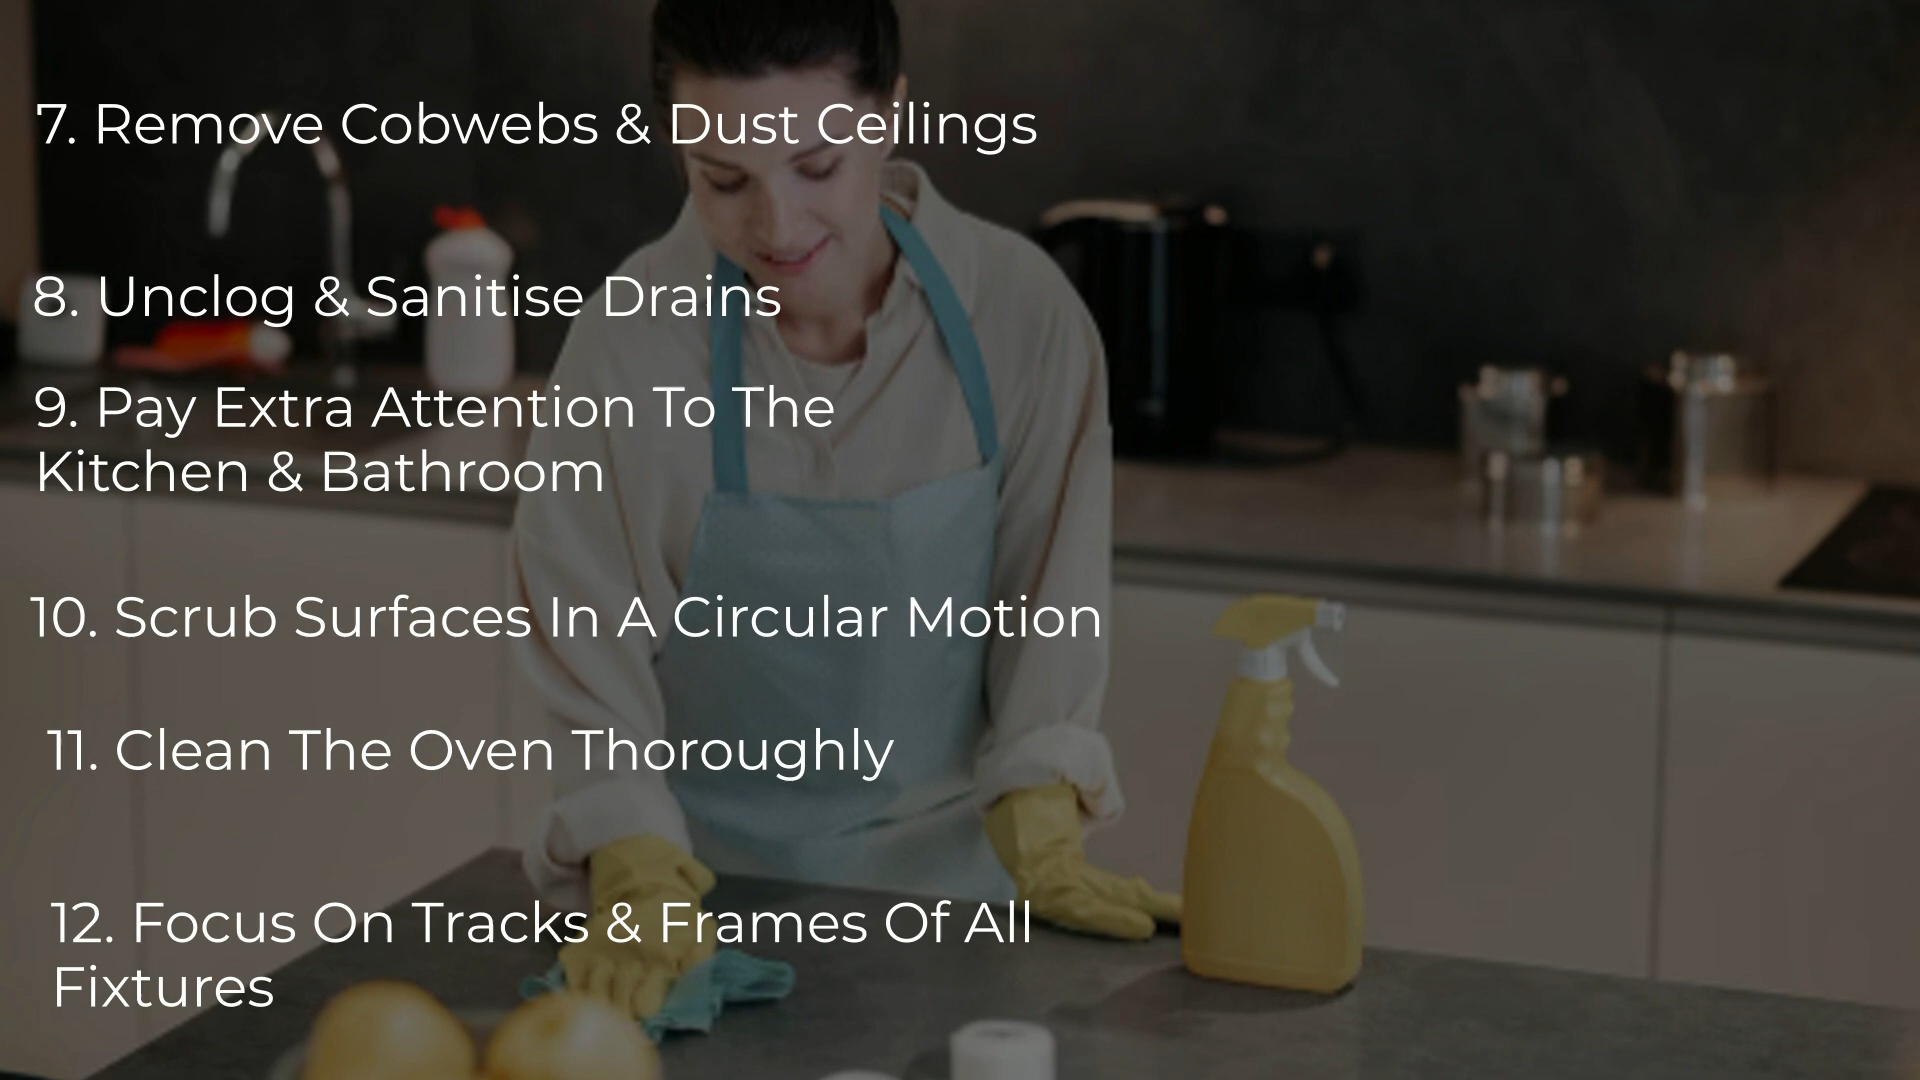 7. Remove Cobwebs & Dust Ceilings
8. Unclog & Sanitise Drains
9. Pay Extra Attention To The
Kitchen & Bathroom
10. Scrub Surfaces In A Circular Motion
11. Clean The Oven Thoroughly
12. Focus On Tracks & Frames Of All
Fixtures